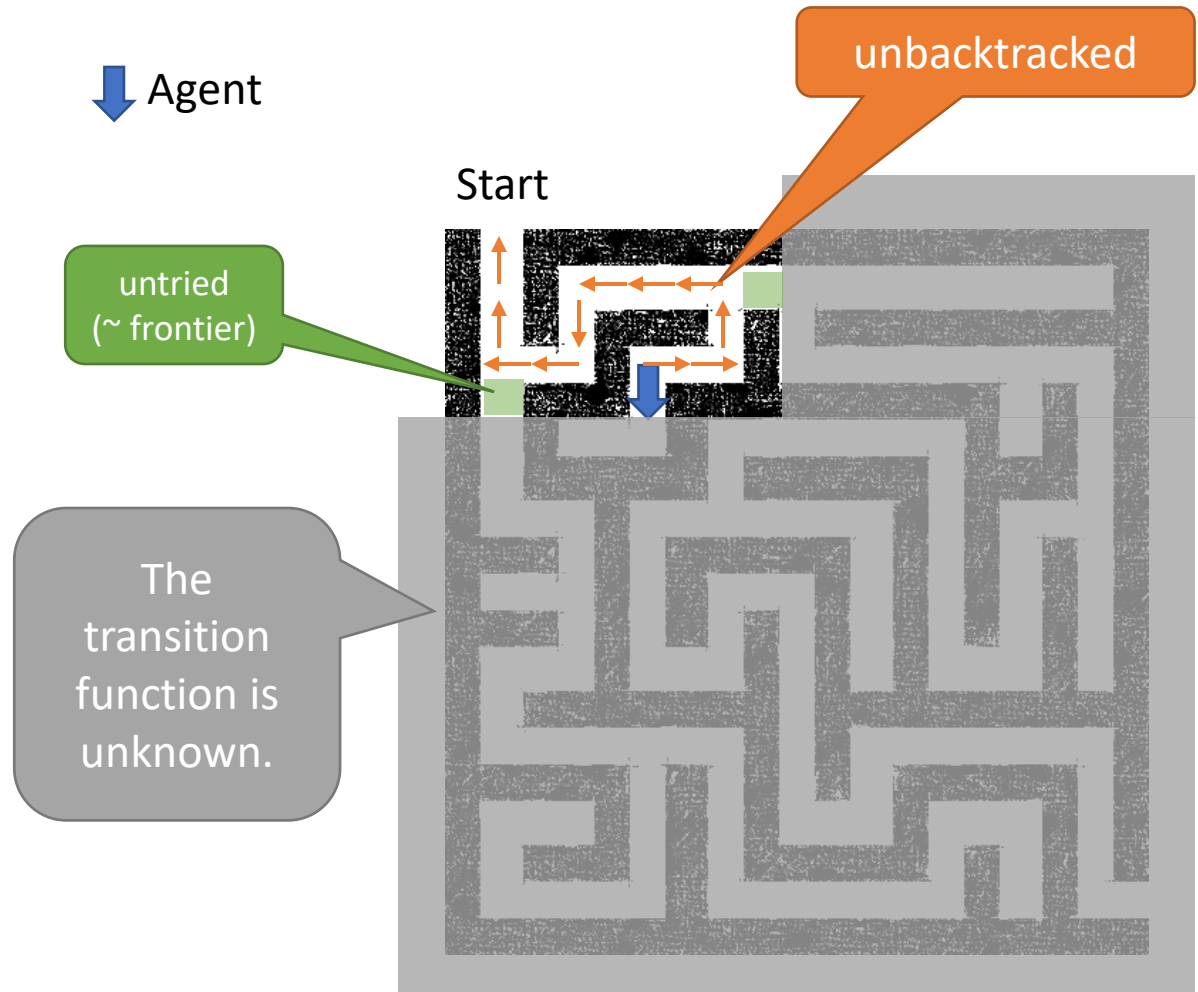 unbacktracked
Agent
Start
untried
(~ frontier)
The
transition
function is
unknown.